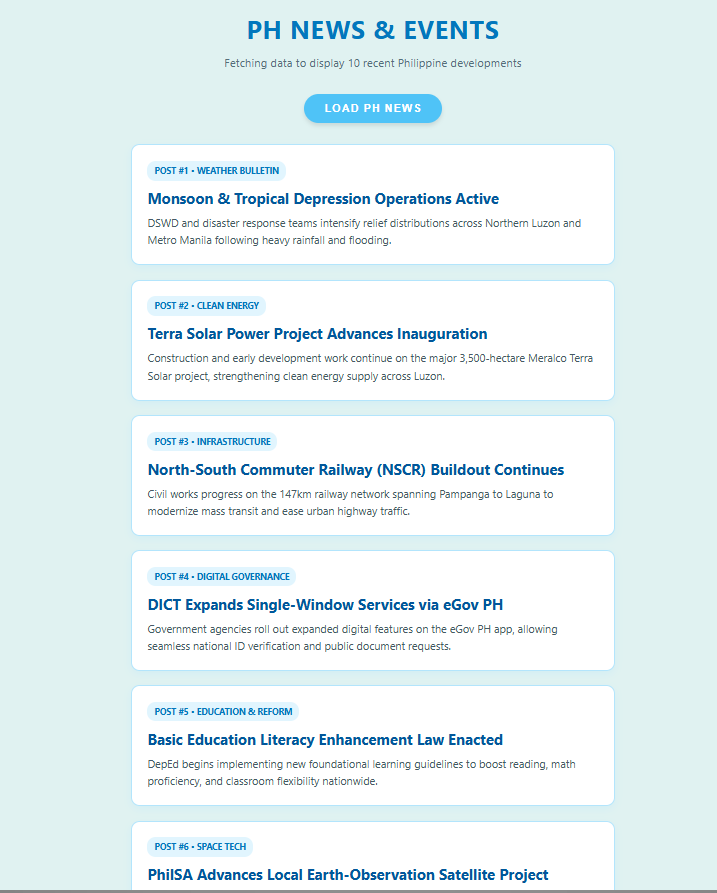 PH NEWS & EVENTS
Fetching data to display 10 recent Philippine developments
LOAD PH NEWS
POST #1 • WEATHER BULLETIN
Monsoon & Tropical Depression Operations Active
DSWD and disaster response teams intensify relief distributions across Northern Luzon and
Metro Manila following heavy rainfall and flooding.
POST #2 • CLEAN ENERGY
Terra Solar Power Project Advances Inauguration
Construction and early development work continue on the major 3,500-hectare Meralco Terra
Solar project, strengthening clean energy supply across Luzon.
POST #3 • INFRASTRUCTURE
North-South Commuter Railway (NSCR) Buildout Continues
Civil works progress on the 147km railway network spanning Pampanga to Laguna to
modernize mass transit and ease urban highway traffic.
POST #4 • DIGITAL GOVERNANCE
DICT Expands Single-Window Services via eGov PH
Government agencies roll out expanded digital features on the eGov PH app, allowing
seamless national ID verification and public document requests.
POST #5 • EDUCATION & REFORM
Basic Education Literacy Enhancement Law Enacted
DepEd begins implementing new foundational learning guidelines to boost reading, math
proficiency, and classroom flexibility nationwide.
POST #6 • SPACE TECH
PhilSA Advances Local Earth-Observation Satellite Project